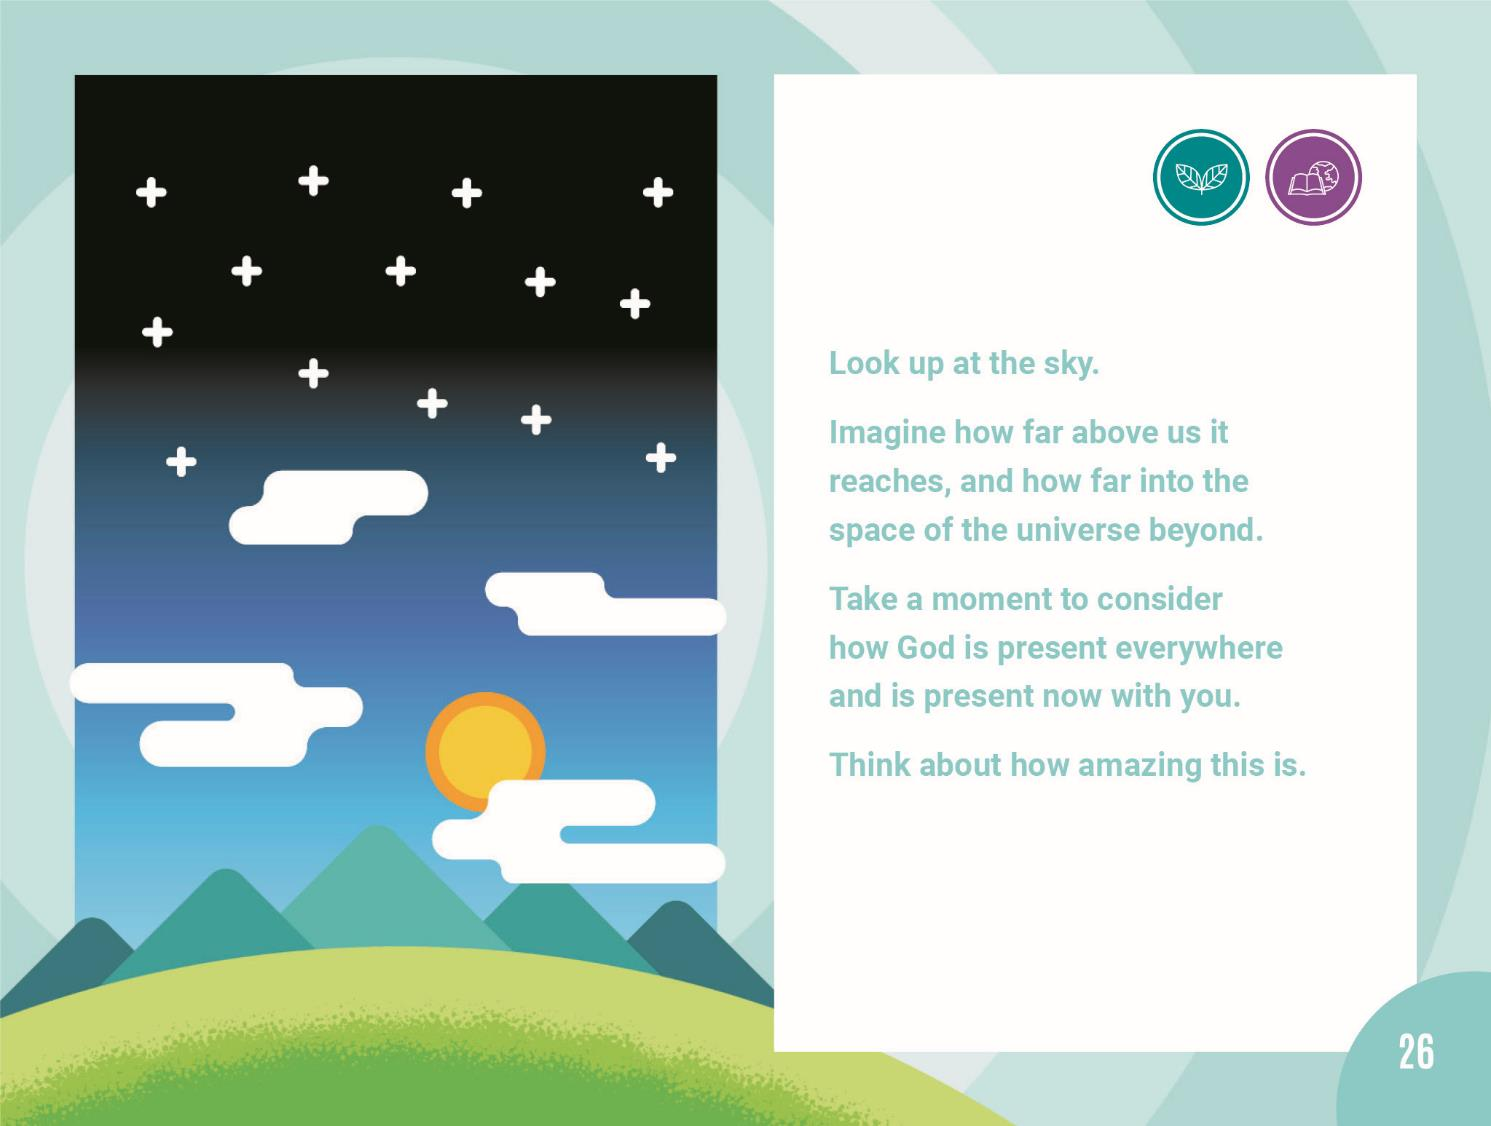 Look up at the sky.
Imagine how far above us it
reaches, and how far into the
space of the universe beyond.
Take a moment to consider
how God is present everywhere
and is present now with you.
Think about how amazing this is.
26